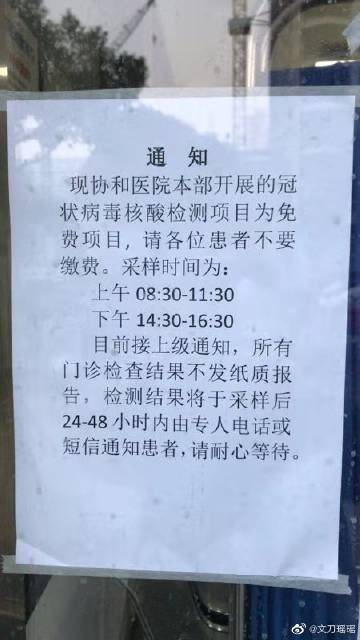 通 知
现协和医院本部开展的冠
状病毒核酸检测项目为免
费项目，请各位患者不要
缴费。采样时间为：
上午 08:30-11:30
下午 14:30-16:30
目前接上级通知，所有
门诊检查结果不发纸质报
告，检测结果将于采样后
24-48 小时内由专人电话或
短信通知患者，请耐心等待。
@文刀瑶瑶